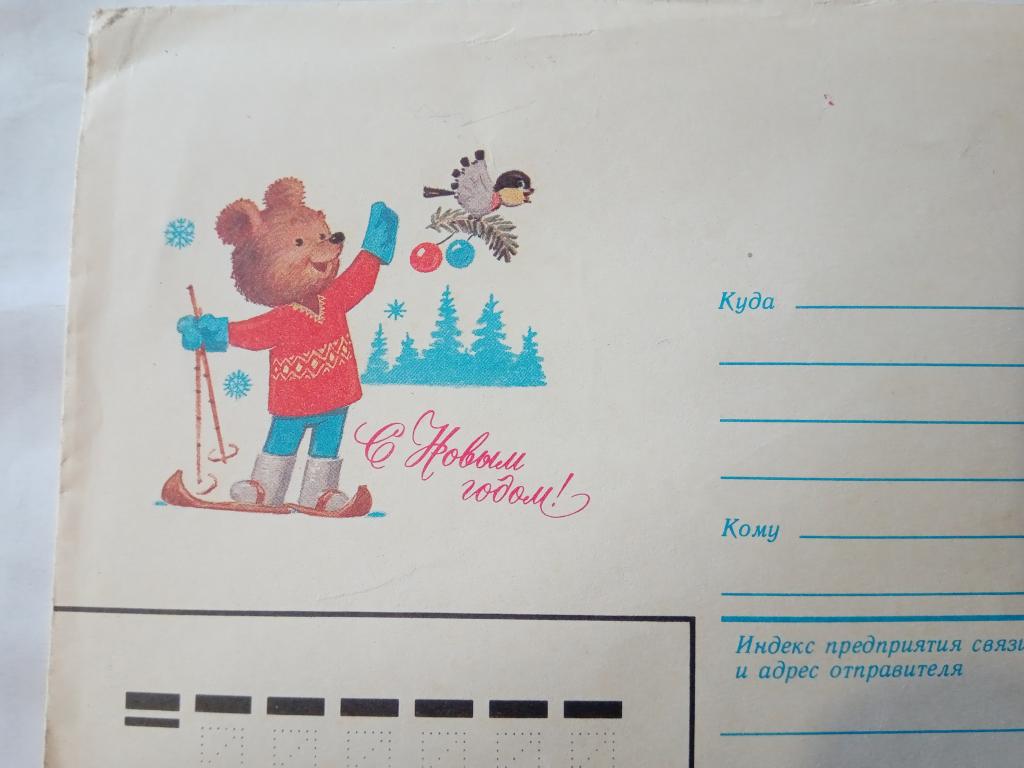 С Новым
годом!
Куда
Кому
Индекс предприятия связи
и адрес отправителя